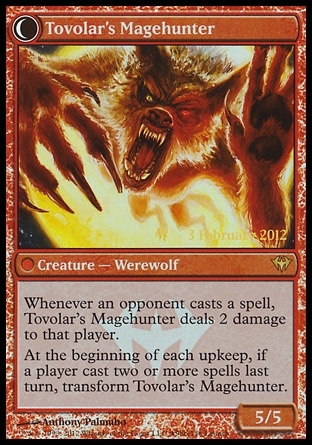 Tovolar's Magehunter
3 February 2012
Creature — Werewolf
Whenever an opponent casts a spell,
Tovolar's Magehunter deals 2 damage
to that player.
At the beginning of each upkeep, if
a player cast two or more spells last
turn, transform Tovolar's Magehunter.
5/5
Anthony Palumbo